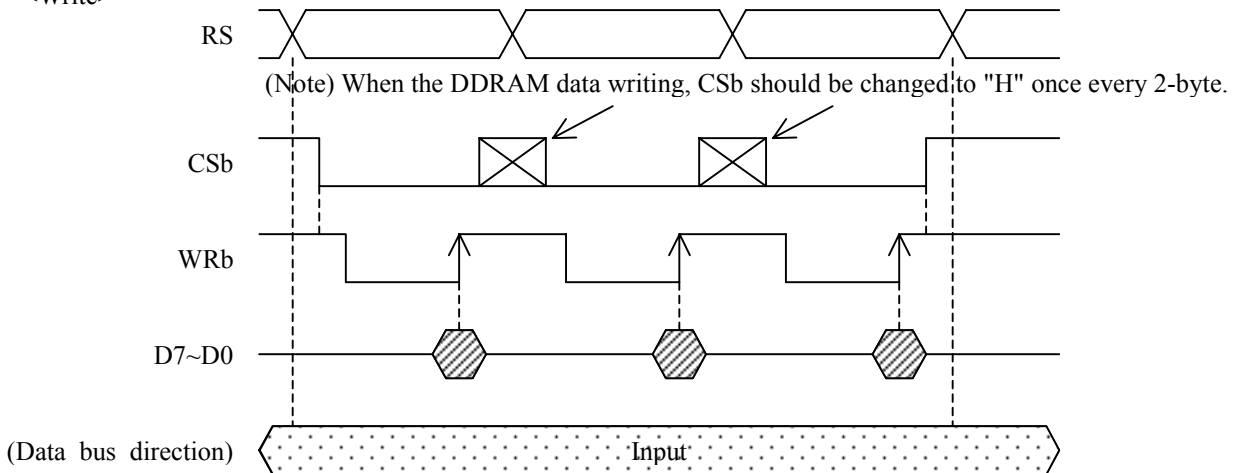 RS
(Note) When the DDRAM data writing, CSb should be changed to "H" once every 2-byte.
CSb
WRb
D7~D0
(Data bus direction) Input